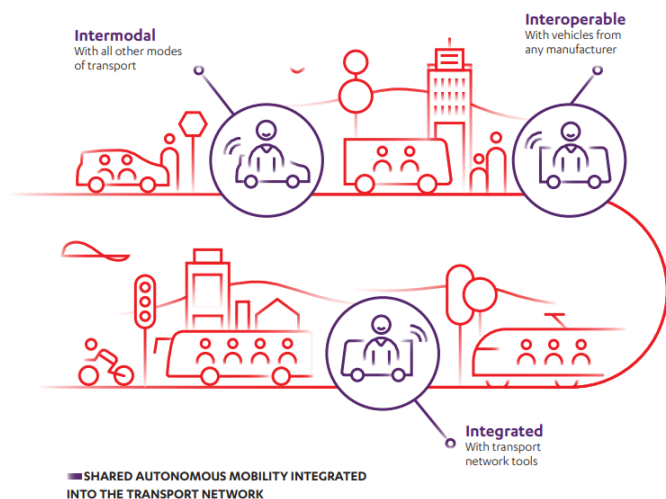 Intermodal
With all other modes
of transport
Interoperable
With vehicles from
any manufacturer
Integrated
With transport
network tools
SHARED AUTONOMOUS MOBILITY INTEGRATED
INTO THE TRANSPORT NETWORK